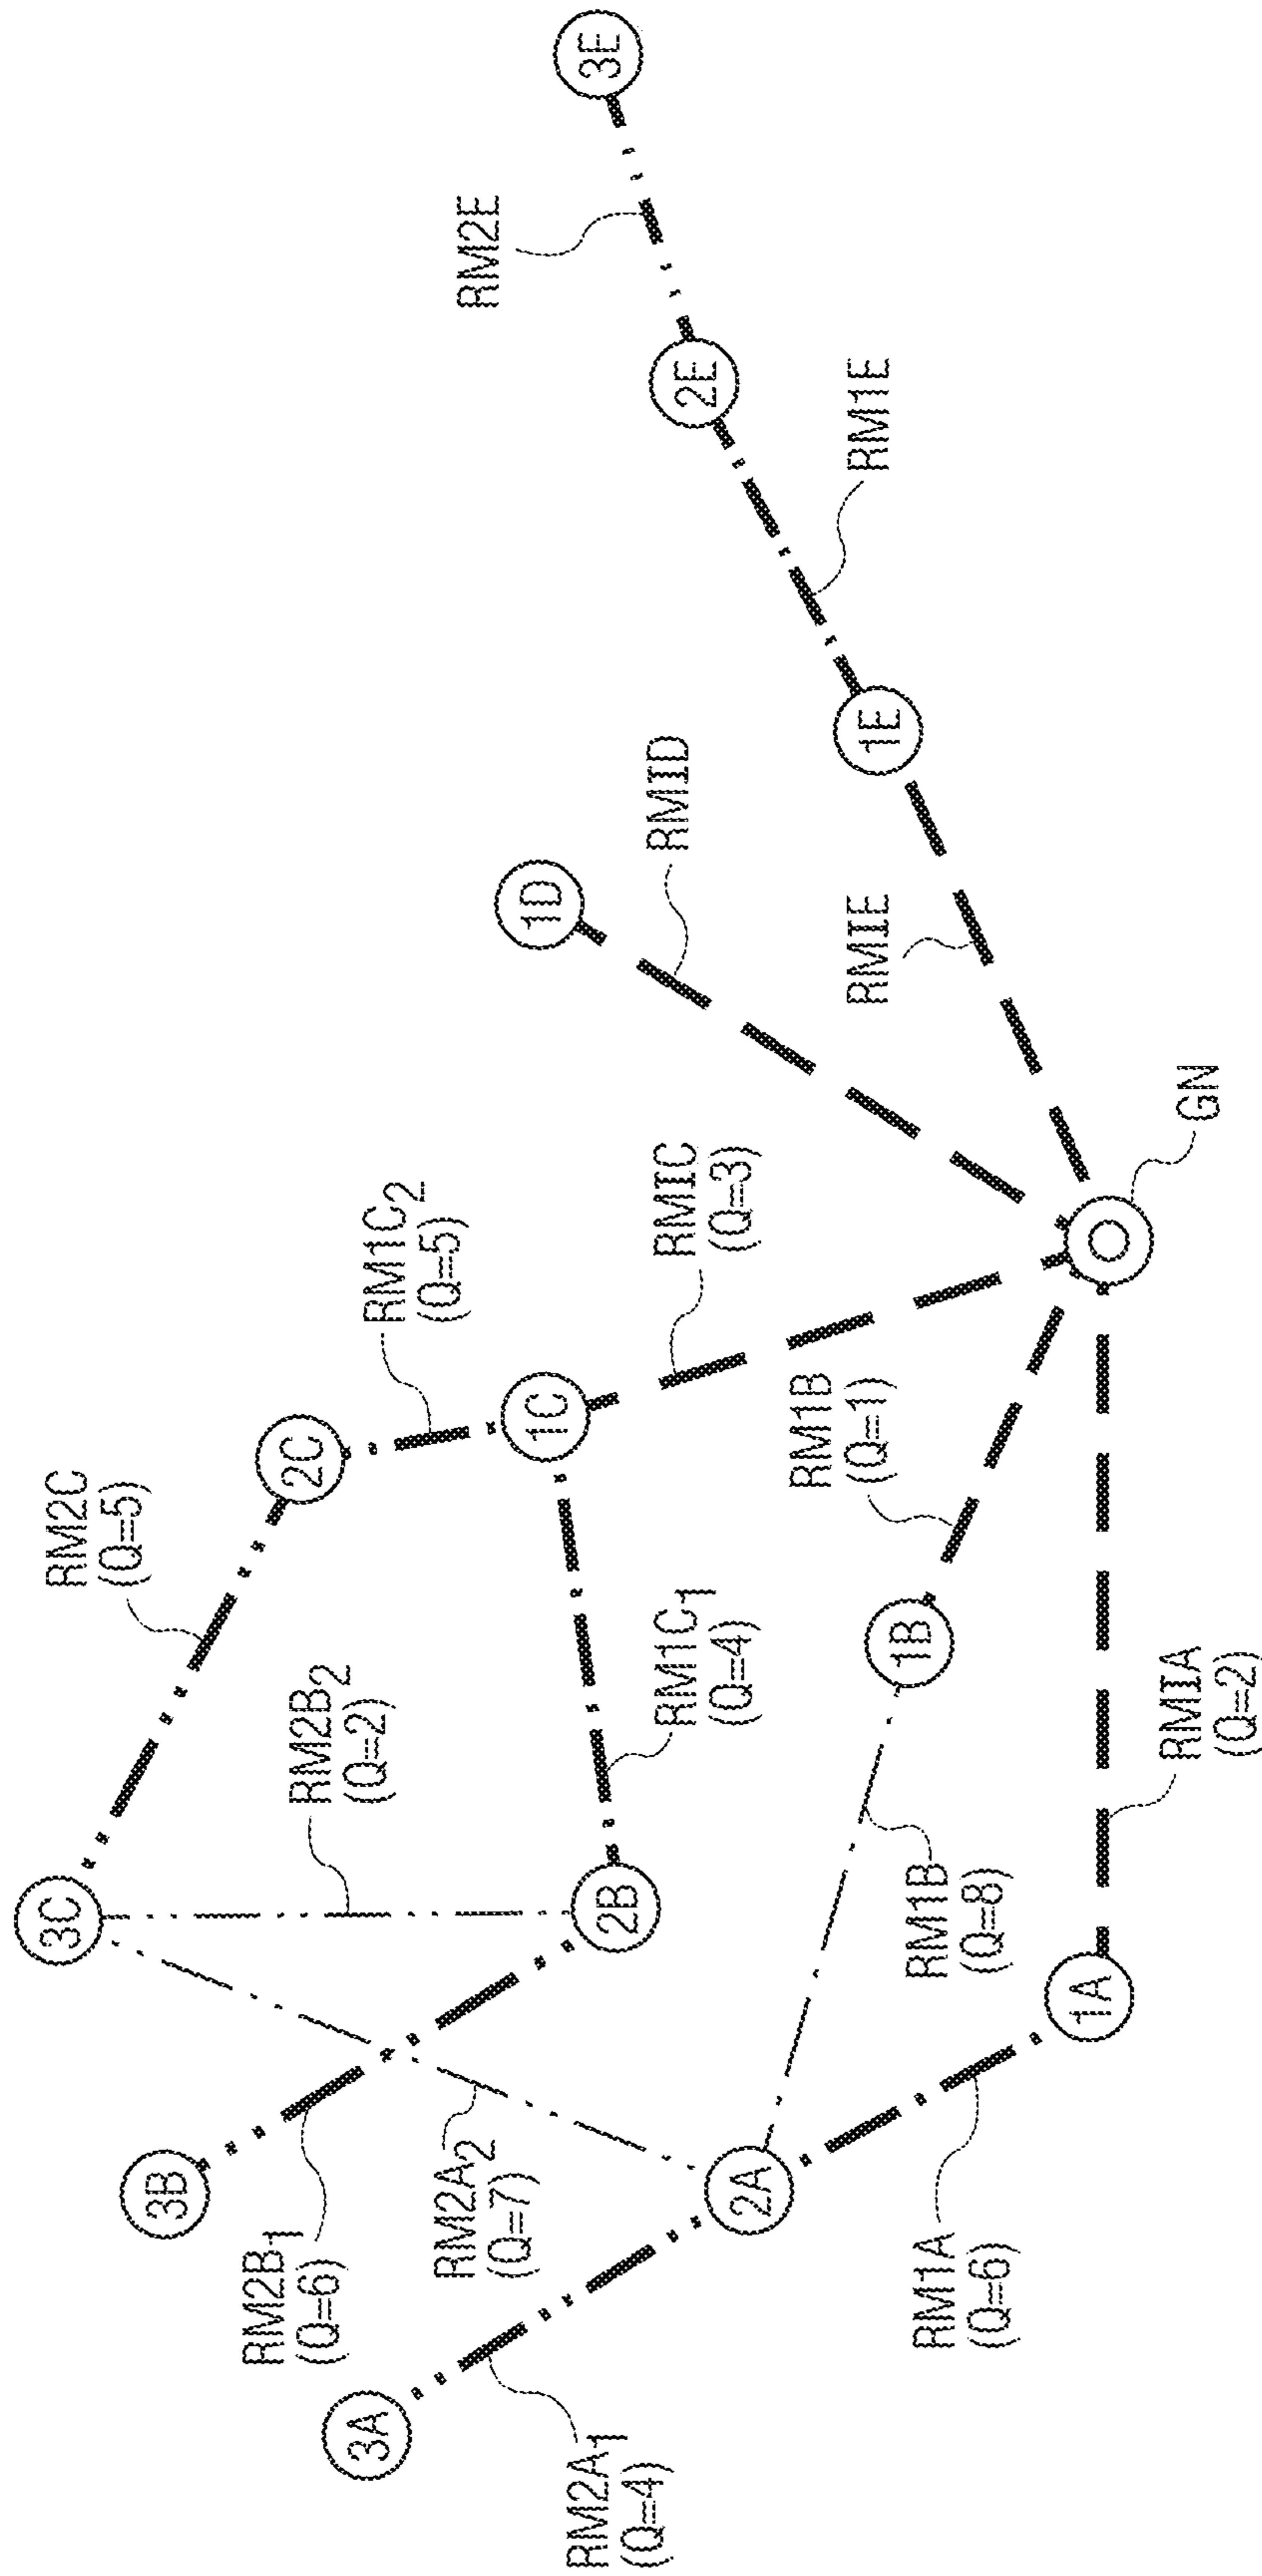 3A
RM2A1
(Q=4)
3B
RM2B1
(Q=6)
RM2A2
(Q=7)
2A
RM1A
(Q=6)
3C
RM2B2
(Q=2)
2B
1A
RM1B
(Q=8)
RM2C
(Q=5)
RM1C1
(Q=4)
1B
RMIA
(Q=2)
2C
1C
RM1B
(Q=1)
RM1C2
(Q=5)
RMIC
(Q=3)
GN
1D
RMID
RMIE
1E
RM1E
2E
RM2E
3E